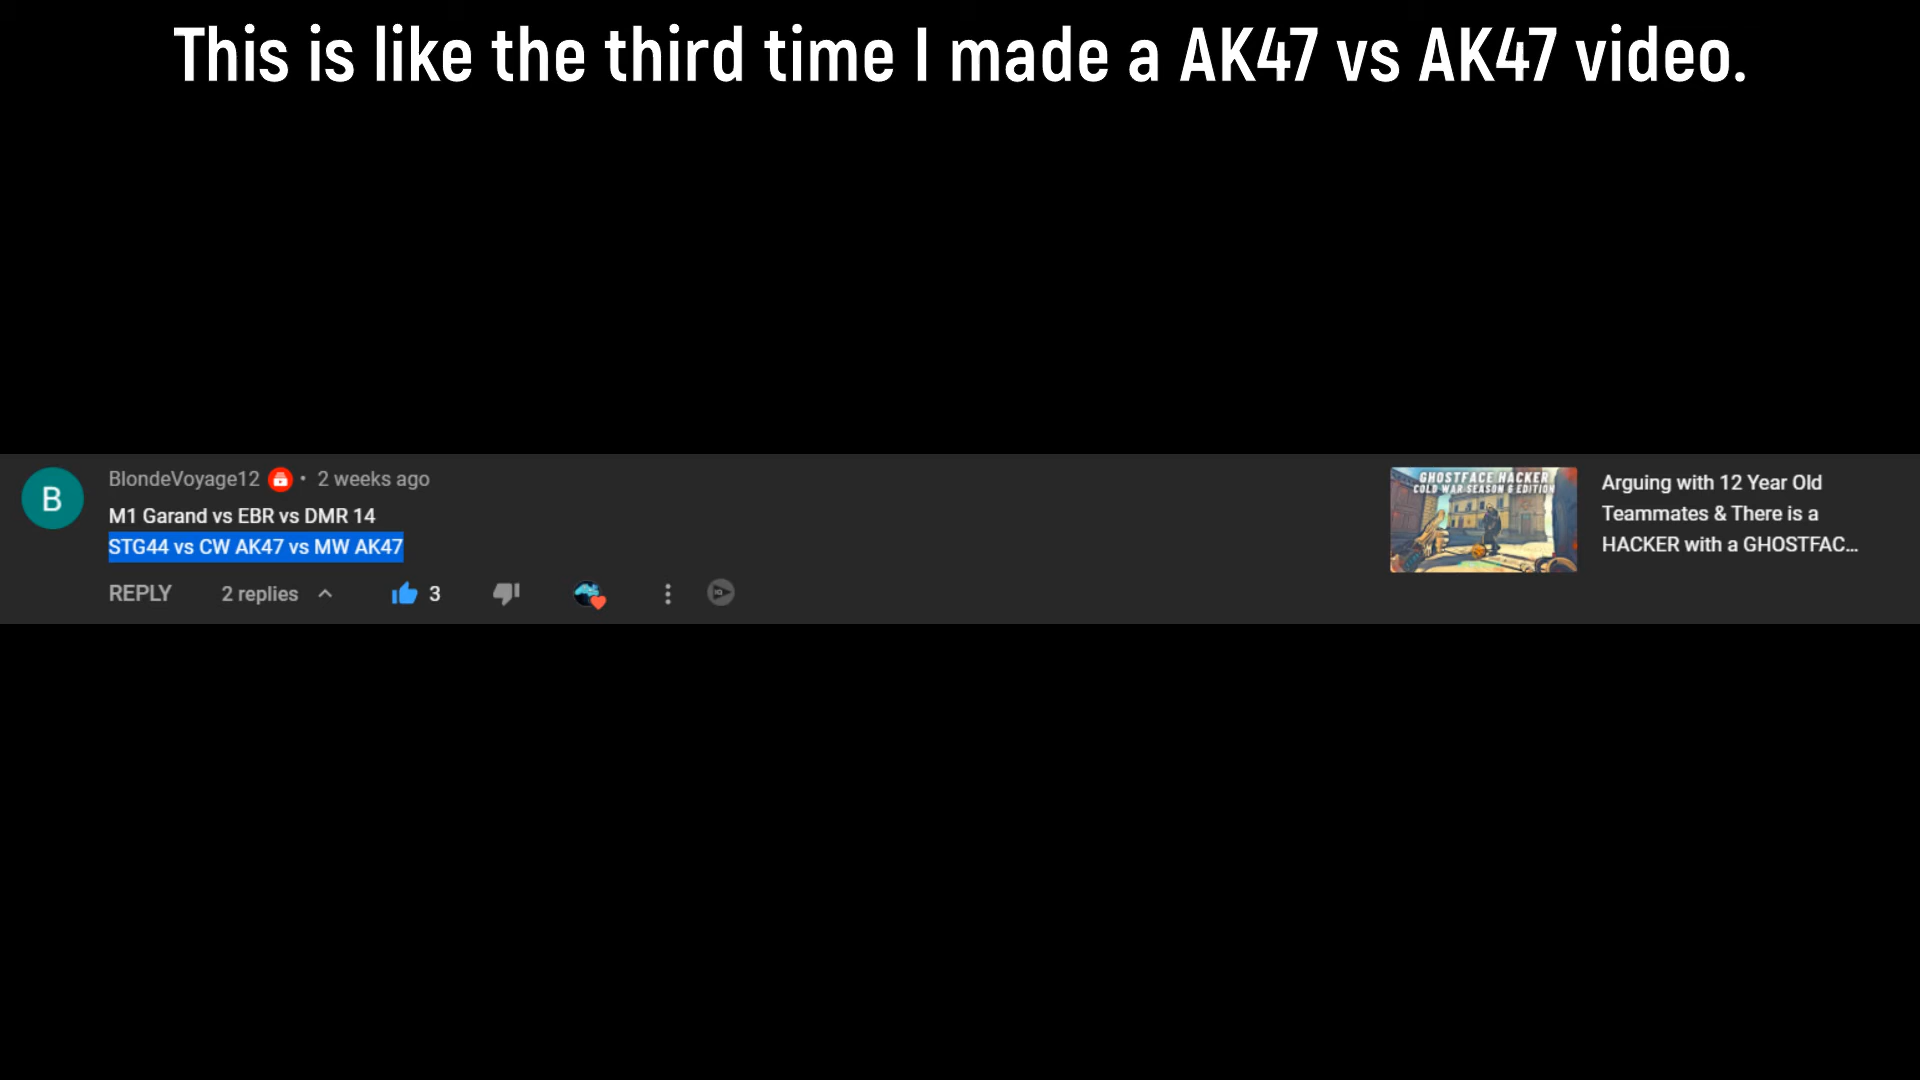 This is like the third time I made a AK47 vs AK47 video.
B
BlondeVoyage12 • 2 weeks ago
M1 Garand vs EBR vs DMR 14
STG44 vs CW AK47 vs MW AK47
REPLY 2 replies 3
GHOSTFACE HACKER
COLD WAR SEASON 6 EDITION
Arguing with 12 Year Old
Teammates & There is a
HACKER with a GHOSTFAC...